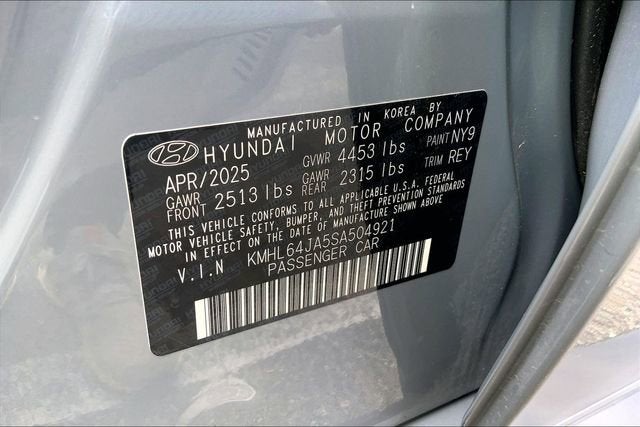 MANUFACTURED IN KOREA BY
HYUNDAI MOTOR COMPANY
APR/2025 GVWR 4453 lbs PAINT NY9
GAWR FRONT 2513 lbs GAWR REAR 2315 lbs TRIM REY
THIS VEHICLE CONFORMS TO ALL APPLICABLE U.S.A. FEDERAL
MOTOR VEHICLE SAFETY, BUMPER, AND THEFT PREVENTION STANDARDS
IN EFFECT ON THE DATE OF MANUFACTURE SHOWN ABOVE
V.I.N KMHL64JA5SA504921
PASSENGER CAR